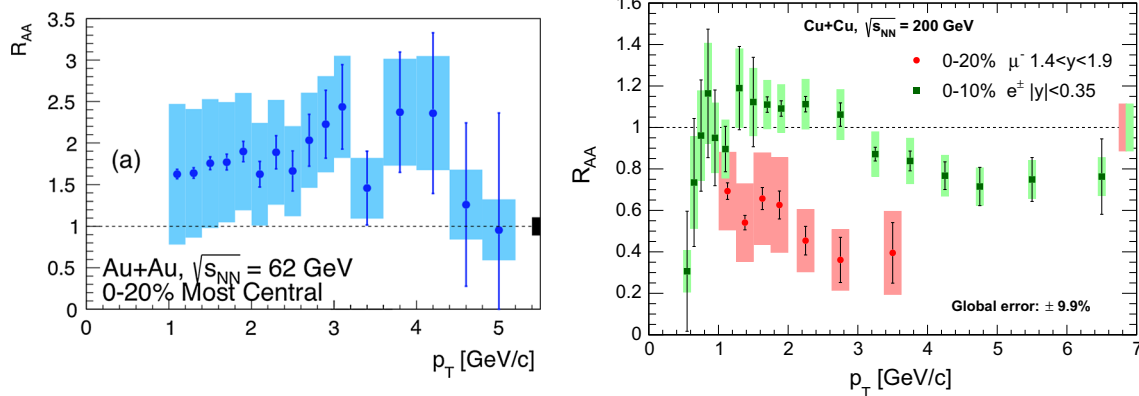 R_AA
3.5
3
2.5
2
1.5
1
0.5
0
(a)
Au+Au, √s_NN = 62 GeV
0-20% Most Central
0 1 2 3 4 5
p_T [GeV/c]
R_AA
1.6
1.4
1.2
1
0.8
0.6
0.4
0.2
0
Cu+Cu, √s_NN = 200 GeV
0-20% μ⁻ 1.4<y<1.9
0-10% e± |y|<0.35
Global error: ± 9.9%
0 1 2 3 4 5 6 7
p_T [GeV/c]